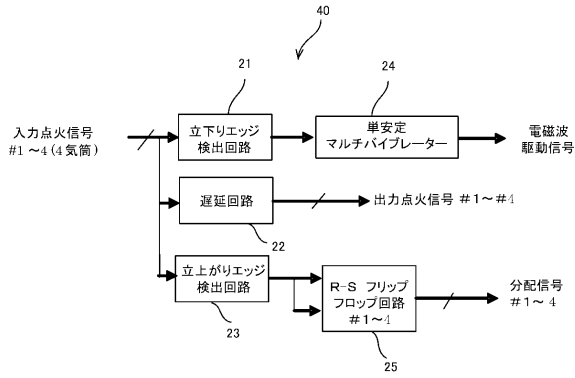 40
21
24
入力点火信号
#1～4(4気筒)
立下りエッジ
検出回路
単安定
マルチバイブレーター
電磁波
駆動信号
遅延回路
出力点火信号 #1～#4
22
立上がりエッジ
検出回路
R-S フリップ
フロップ回路
#1～4
分配信号
#1～4
23
25